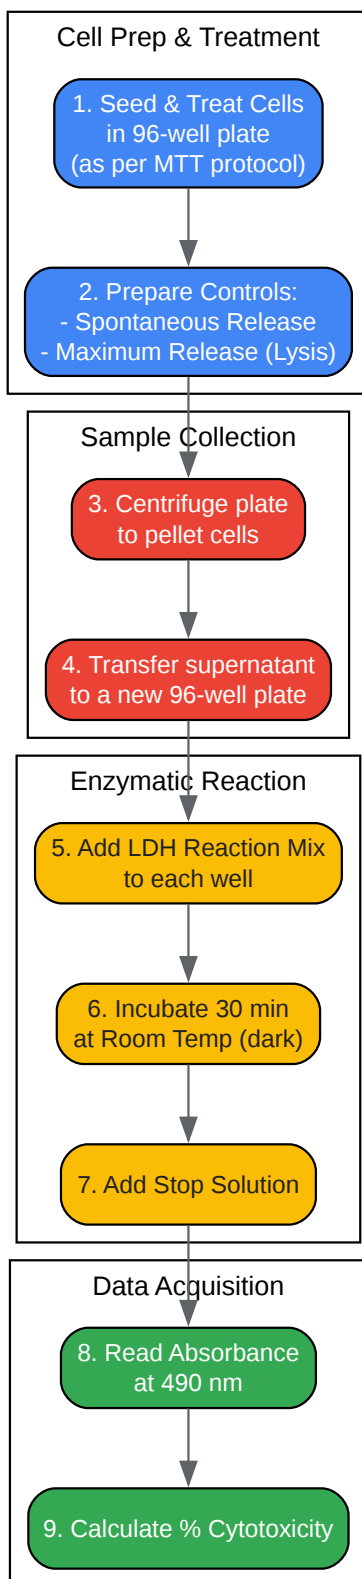 Cell Prep & Treatment
1. Seed & Treat Cells
in 96-well plate
(as per MTT protocol)
2. Prepare Controls:
- Spontaneous Release
- Maximum Release (Lysis)
Sample Collection
3. Centrifuge plate
to pellet cells
4. Transfer supernatant
to a new 96-well plate
Enzymatic Reaction
5. Add LDH Reaction Mix
to each well
6. Incubate 30 min
at Room Temp (dark)
7. Add Stop Solution
Data Acquisition
8. Read Absorbance
at 490 nm
9. Calculate % Cytotoxicity